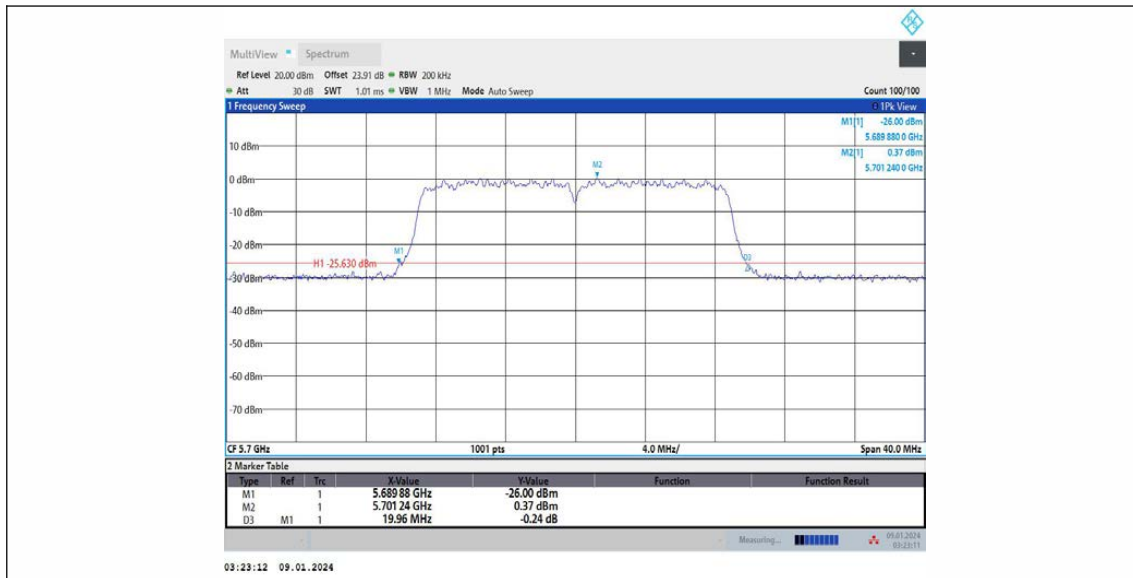 MultiView Spectrum
Ref Level 20.00 dBm Offset 23.91 dB RBW 200 kHz
Att 30 dB SWT 1.01 ms VBW 1 MHz Mode Auto Sweep Count 100/100
1 Frequency Sweep 1Pk View
M1[1] -26.00 dBm
5.689 880 0 GHz
10 dBm
M2[1] 0.37 dBm
M2
5.701 240 0 GHz
0 dBm
-10 dBm
-20 dBm
M1
D3
H1 -25.630 dBm
-30 dBm
-40 dBm
-50 dBm
-60 dBm
-70 dBm
CF 5.7 GHz 1001 pts 4.0 MHz/ Span 40.0 MHz
2 Marker Table
Type Ref Trc X-Value Y-Value Function Function Result
M1 1 5.689 88 GHz -26.00 dBm
M2 1 5.701 24 GHz 0.37 dBm
D3 M1 1 19.96 MHz -0.24 dB
Measuring... 09.01.2024
03:23:11
03:23:12 09.01.2024